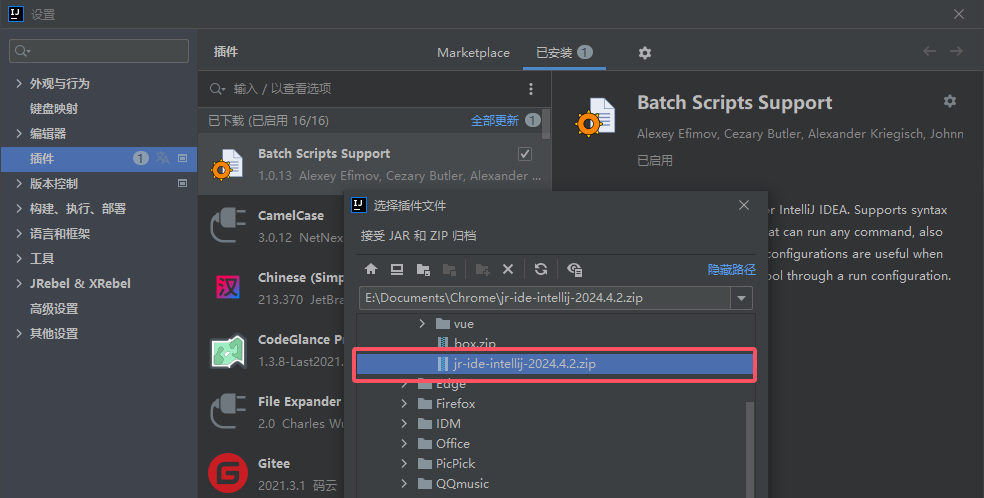 设置
插件
Marketplace
已安装 1
外观与行为
键盘映射
编辑器
插件 1
版本控制
构建、执行、部署
语言和框架
工具
JRebel & XRebel
高级设置
其他设置
输入 / 以查看选项
已下载 (已启用 16/16) 全部更新 1
Batch Scripts Support
1.0.13 Alexey Efimov, Cezary Butler, Alexander ...
CamelCase
3.0.12 NetNex
Chinese (Simp
213.370 JetBra
CodeGlance Pr
1.3.8-Last2021.
File Expander
2.0 Charles Wu
Gitee
2021.3.1 码云
Batch Scripts Support
Alexey Efimov, Cezary Butler, Alexander Kriegisch, Johnn
已启用
or IntelliJ IDEA. Supports syntax
hat can run any command, also
configurations are useful when
ool through a run configuration.
选择插件文件
接受 JAR 和 ZIP 归档
隐藏路径
E:\Documents\Chrome\jr-ide-intellij-2024.4.2.zip
vue
box.zip
jr-ide-intellij-2024.4.2.zip
Edge
Firefox
IDM
Office
PicPick
QQmusic